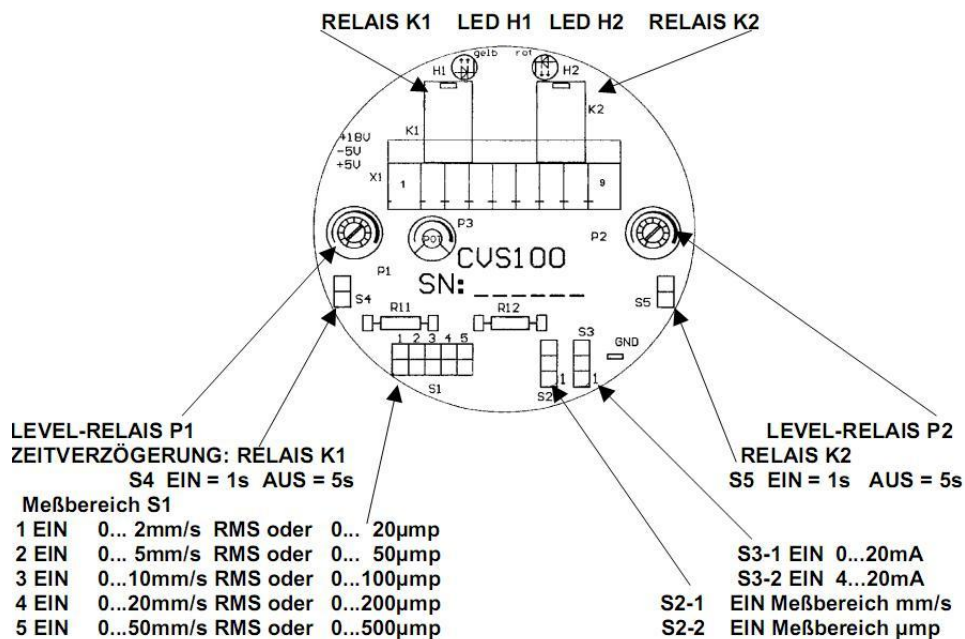 RELAIS K1 LED H1 LED H2 RELAIS K2
gelb rot
H1 H2
K2
K1
+18V
-5V
+5V
X1 1 9
P3
POT
P2
CVS100
P1
SN: _ _ _ _ _ _
S4 S5
R11 R12
1 2 3 4 5 S3
GND
S1 1 1
S2
LEVEL-RELAIS P1 LEVEL-RELAIS P2
ZEITVERZÖGERUNG: RELAIS K1 RELAIS K2
S4 EIN = 1s AUS = 5s S5 EIN = 1s AUS = 5s
Meßbereich S1
1 EIN 0... 2mm/s RMS oder 0... 20µmp
2 EIN 0... 5mm/s RMS oder 0... 50µmp
3 EIN 0...10mm/s RMS oder 0...100µmp
4 EIN 0...20mm/s RMS oder 0...200µmp
5 EIN 0...50mm/s RMS oder 0...500µmp
S3-1 EIN 0...20mA
S3-2 EIN 4...20mA
S2-1 EIN Meßbereich mm/s
S2-2 EIN Meßbereich µmp